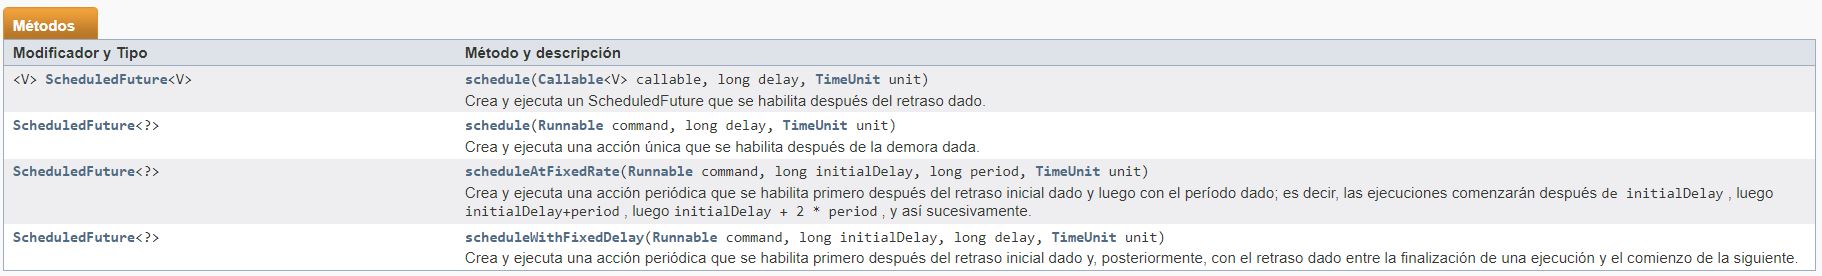 Métodos
Modificador y Tipo Método y descripción
<V> ScheduledFuture<V> schedule(Callable<V> callable, long delay, TimeUnit unit)
Crea y ejecuta un ScheduledFuture que se habilita después del retraso dado.
ScheduledFuture<?> schedule(Runnable command, long delay, TimeUnit unit)
Crea y ejecuta una acción única que se habilita después de la demora dada.
ScheduledFuture<?> scheduleAtFixedRate(Runnable command, long initialDelay, long period, TimeUnit unit)
Crea y ejecuta una acción periódica que se habilita primero después del retraso inicial dado y luego con el período dado; es decir, las ejecuciones comenzarán después de initialDelay , luego
initialDelay+period , luego initialDelay + 2 * period , y así sucesivamente.
ScheduledFuture<?> scheduleWithFixedDelay(Runnable command, long initialDelay, long delay, TimeUnit unit)
Crea y ejecuta una acción periódica que se habilita primero después del retraso inicial dado y, posteriormente, con el retraso dado entre la finalización de una ejecución y el comienzo de la siguiente.